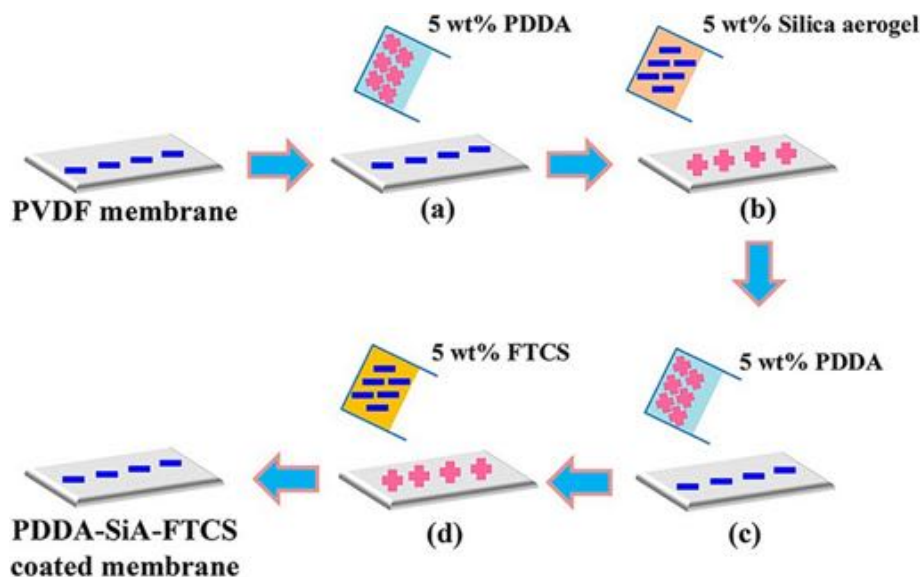 5 wt% PDDA
5 wt% Silica aerogel
PVDF membrane
(a)
(b)
5 wt% FTCS
5 wt% PDDA
PDDA-SiA-FTCS
coated membrane
(d)
(c)